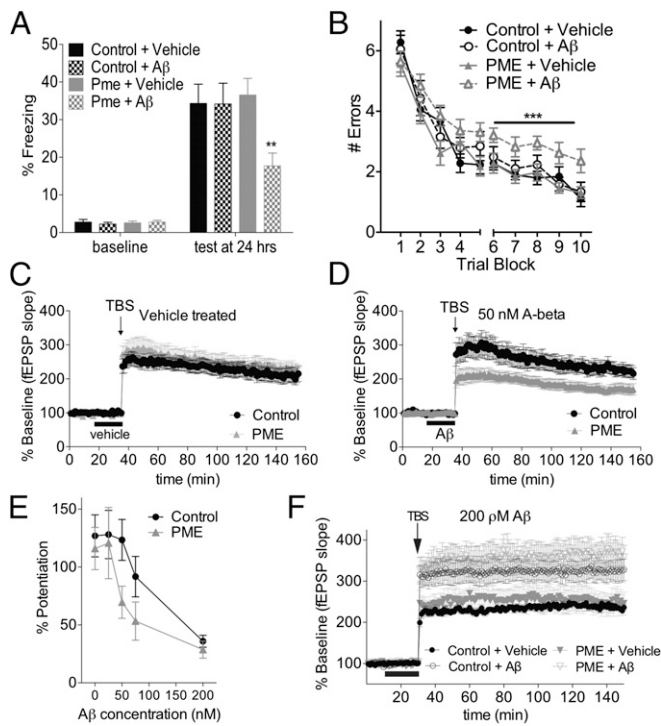 A
Control + Vehicle
Control + Aβ
Pme + Vehicle
Pme + Aβ
% Freezing
50
40
30
20
10
0
**
baseline
test at 24 hrs
B
Control + Vehicle
Control + Aβ
PME + Vehicle
PME + Aβ
# Errors
6
4
2
0
***
1 2 3 4 6 7 8 9 10
Trial Block
C
TBS
Vehicle treated
% Baseline (fEPSP slope)
400
300
200
100
0
vehicle
Control
PME
0 20 40 60 80 100 120 140 160
time (min)
D
TBS
50 nM A-beta
% Baseline (fEPSP slope)
400
300
200
100
0
Aβ
Control
PME
0 20 40 60 80 100 120 140 160
time (min)
E
Control
PME
% Potentiation
150
100
50
0
0 50 100 150 200
Aβ concentration (nM)
F
TBS
200 ρM Aβ
% Baseline (fEPSP slope)
400
300
200
100
Control + Vehicle
PME + Vehicle
Control + Aβ
PME + Aβ
0 20 40 60 80 100 120 140
time (min)